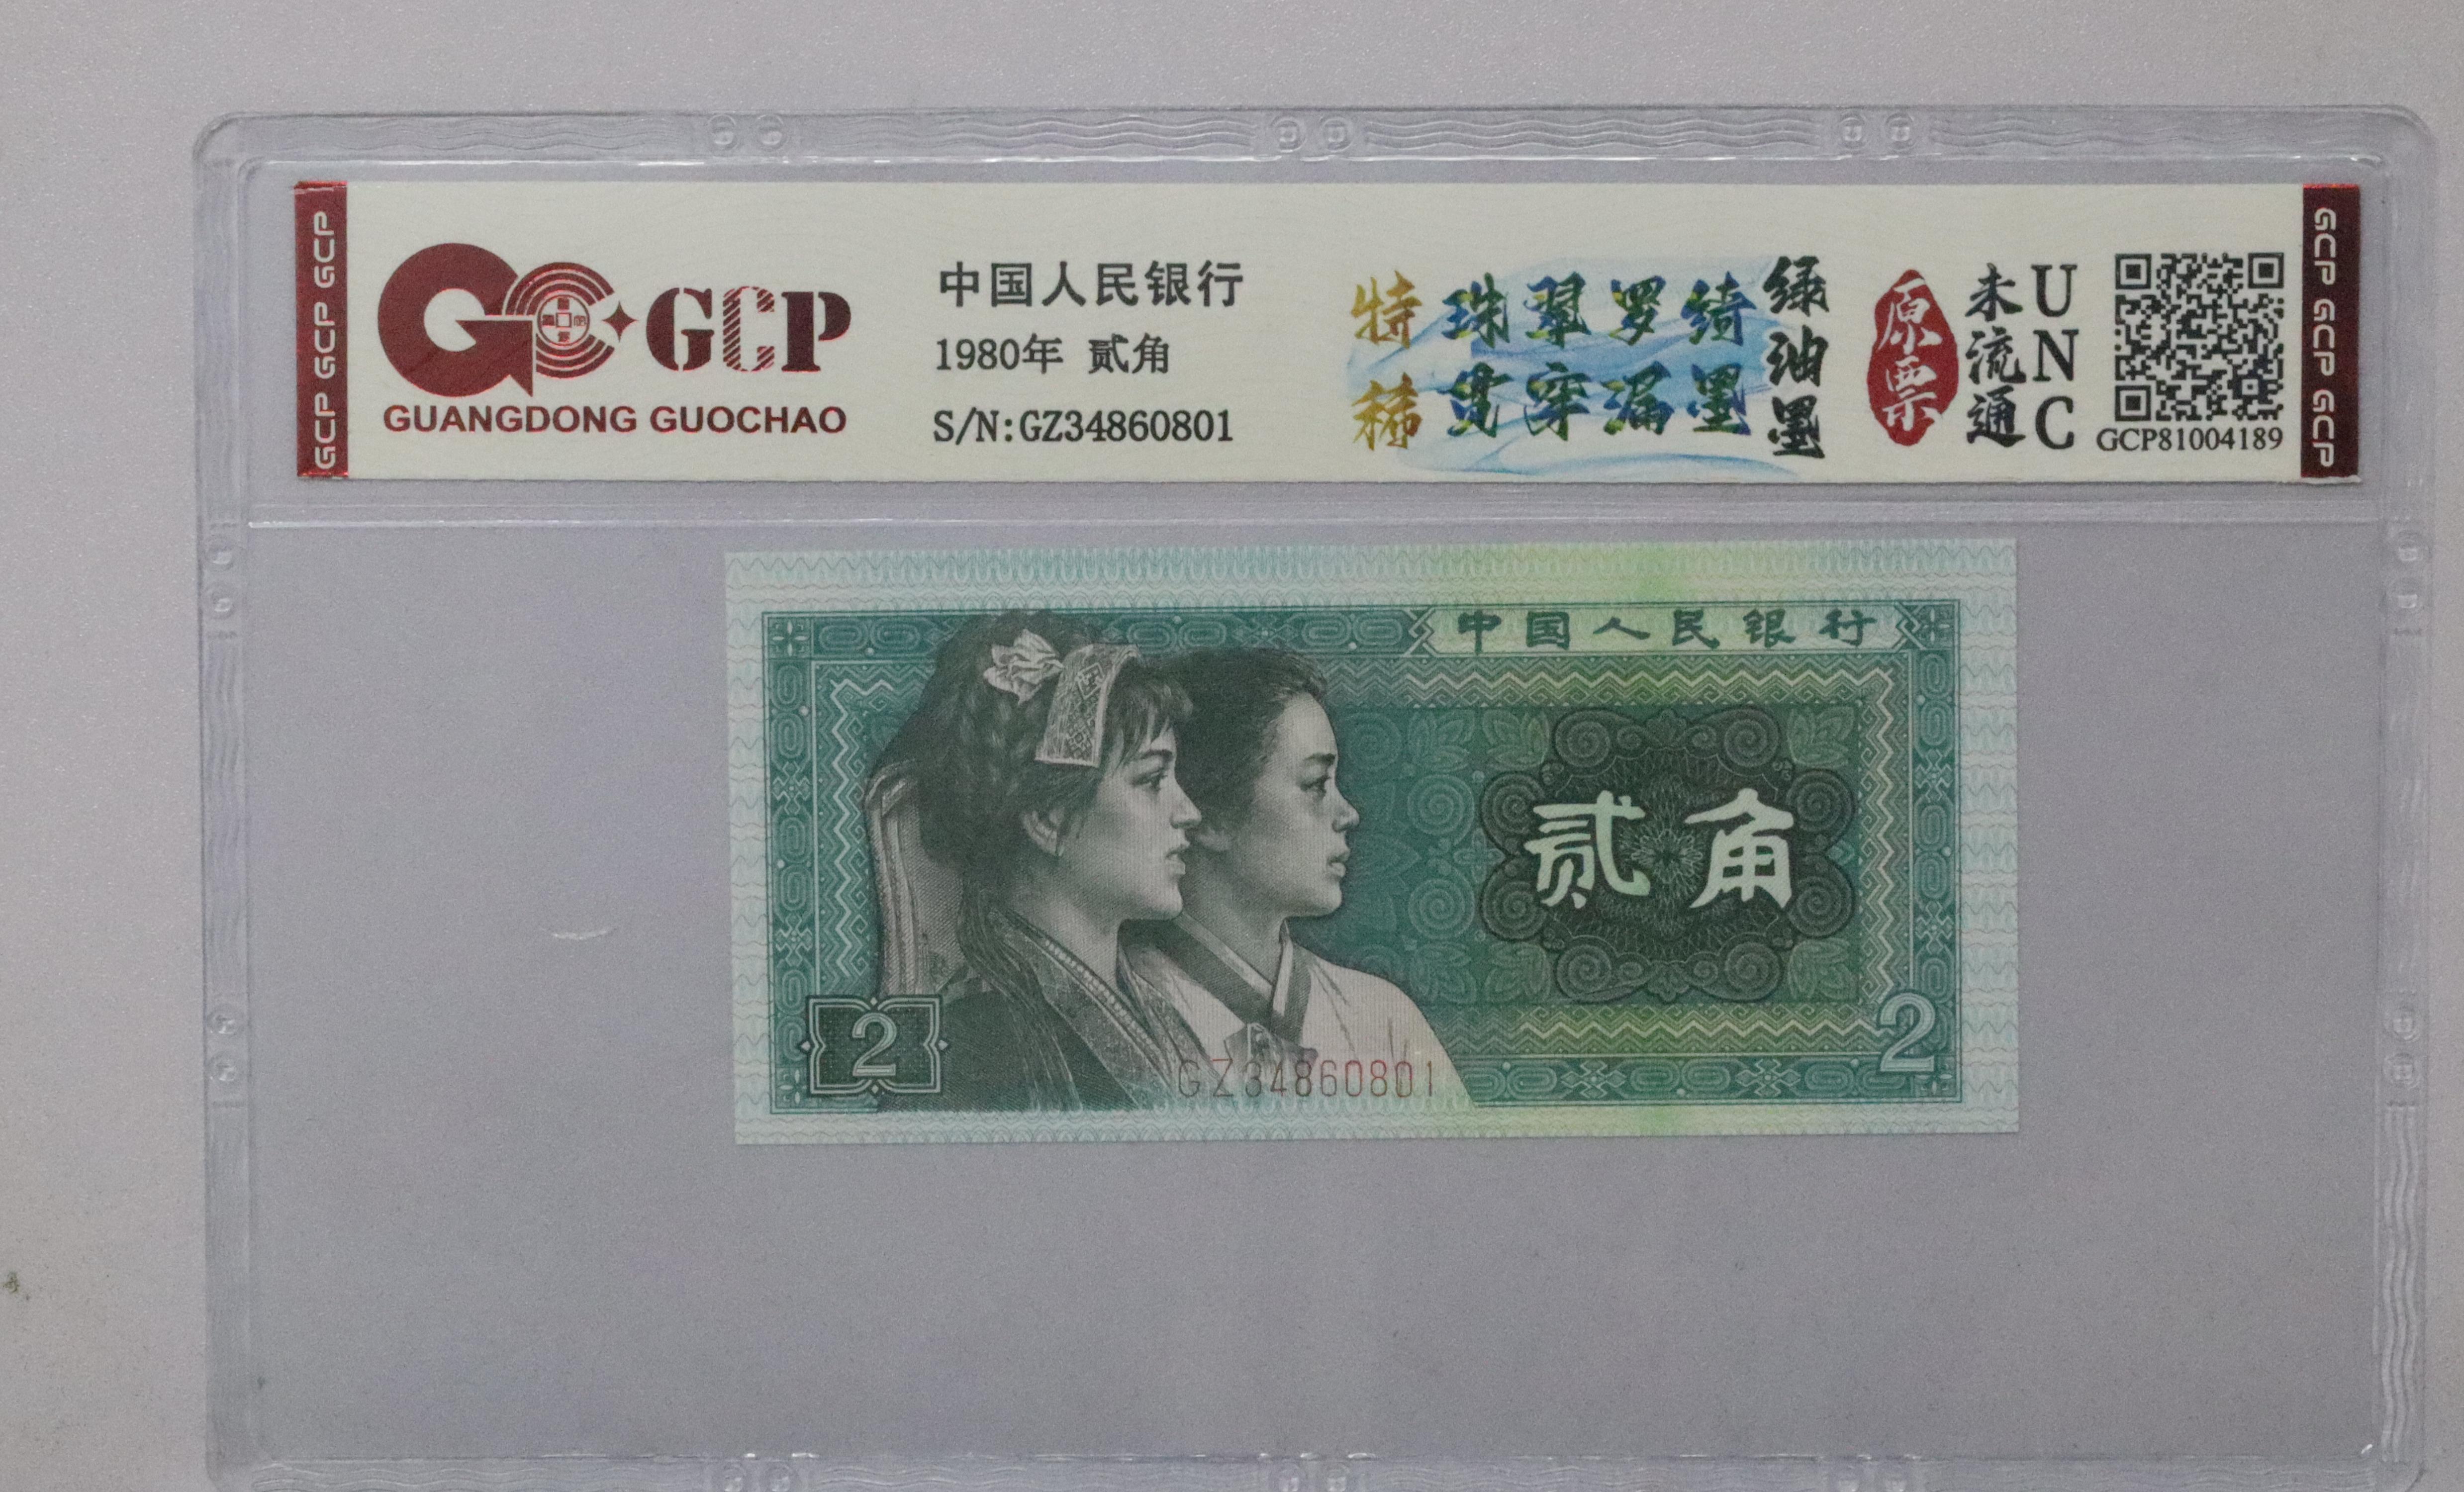 GCP GCP GCP
GCP
GUANGDONG GUOCHAO
中国人民银行
1980年 贰角
S/N:GZ34860801
特稀
珠翠罗绮
贯穿漏墨
绿油墨
原票
未流通
UNC
GCP81004189
GCP GCP GCP
中国人民银行
贰角
2
2
GZ34860801